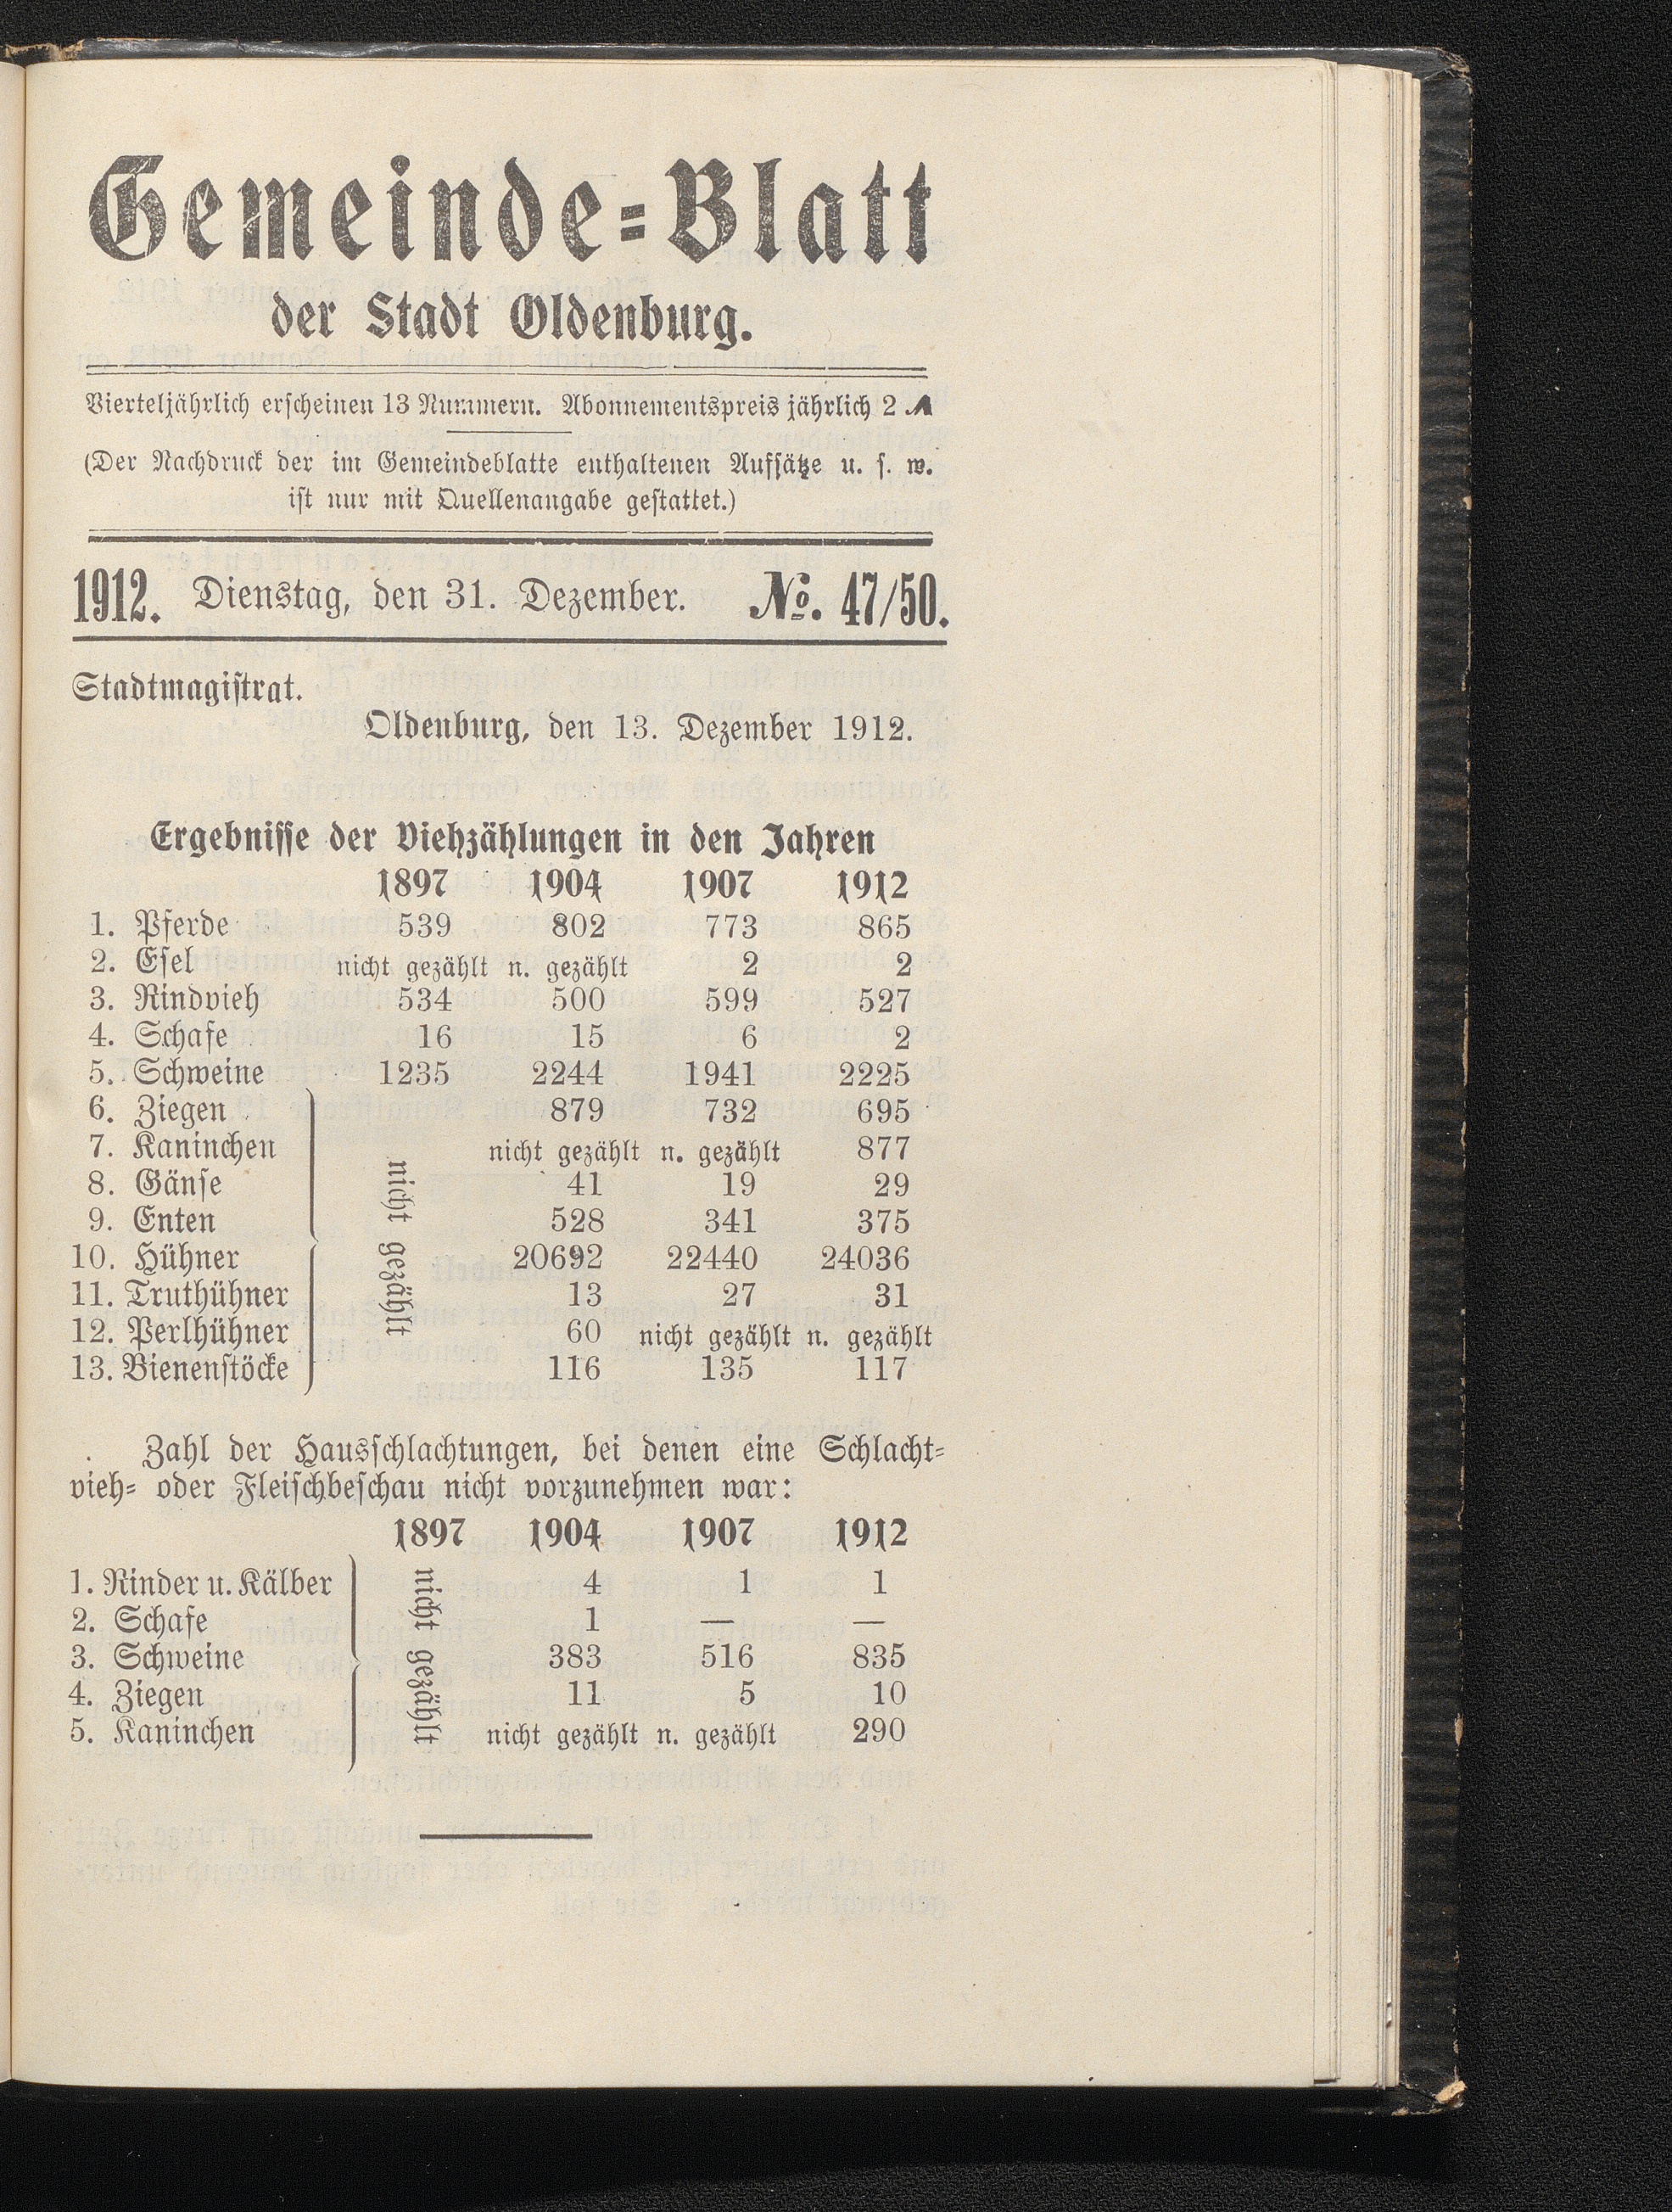 Gemeinde-Blatt
der Stadt Oldenburg.
Vierteljährlich erscheinen 13 Nummern. Abonnementspreis jährlich 2 ℳ
(Der Nachdruck der im Gemeindeblatte enthaltenen Aufsätze u. s. w.
ist nur mit Quellenangabe gestattet.)
1912. Dienstag, den 31. Dezember. №. 47/50.
Stadtmagistrat.
Oldenburg, den 13. Dezember 1912.
Ergebnisse der Viehzählungen in den Jahren
1897 1904 1907 1912
1. Pferde 539 802 773 865
2. Esel nicht gezählt n. gezählt 2 2
3. Rindvieh 534 500 599 527
4. Schafe 16 15 6 2
5. Schweine 1235 2244 1941 2225
6. Ziegen 879 732 695
7. Kaninchen nicht gezählt n. gezählt 877
8. Gänse 41 19 29
9. Enten 528 341 375
10. Hühner 20692 22440 24036
11. Truthühner 13 27 31
12. Perlhühner 60 nicht gezählt n. gezählt
13. Bienenstöcke 116 135 117
nicht gezählt
Zahl der Hausschlachtungen, bei denen eine Schlacht-
vieh- oder Fleischbeschau nicht vorzunehmen war:
1897 1904 1907 1912
1. Rinder u. Kälber 4 1 1
2. Schafe 1 — —
3. Schweine 383 516 835
4. Ziegen 11 5 10
5. Kaninchen nicht gezählt n. gezählt 290
nicht gezählt